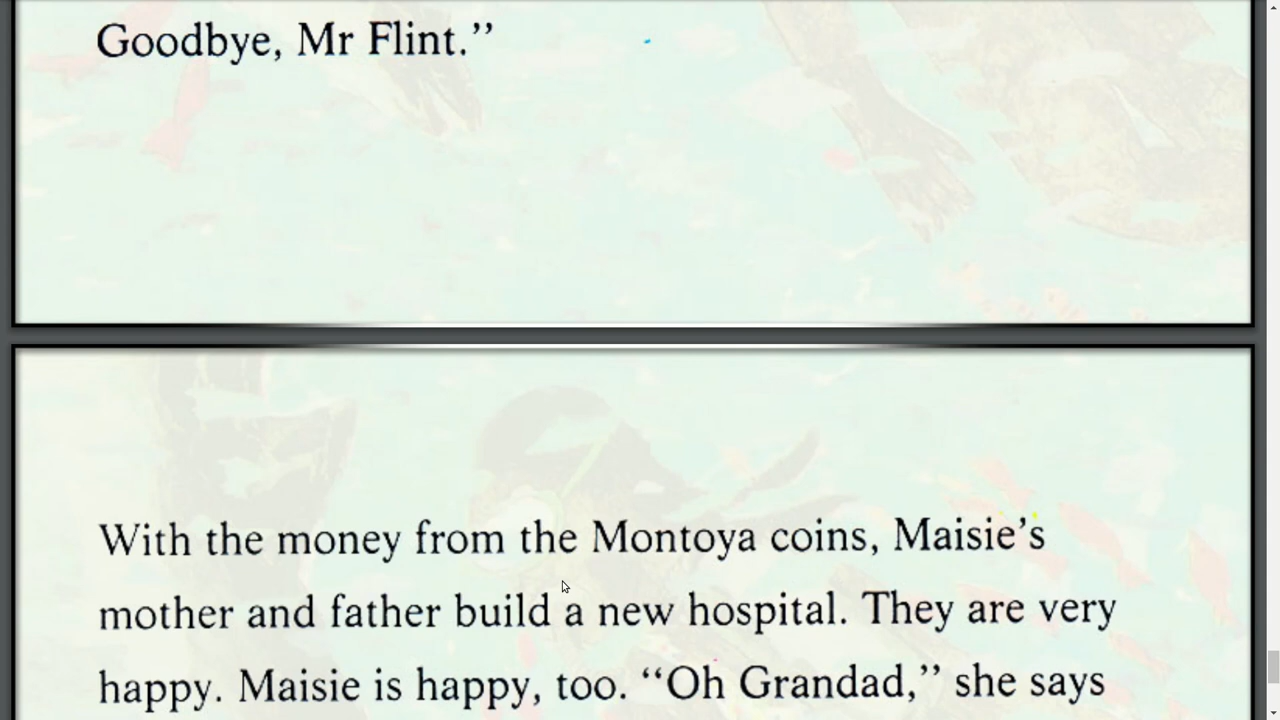 Goodbye, Mr Flint.”
With the money from the Montoya coins, Maisie’s
mother and father build a new hospital. They are very
happy. Maisie is happy, too. “Oh Grandad,” she says